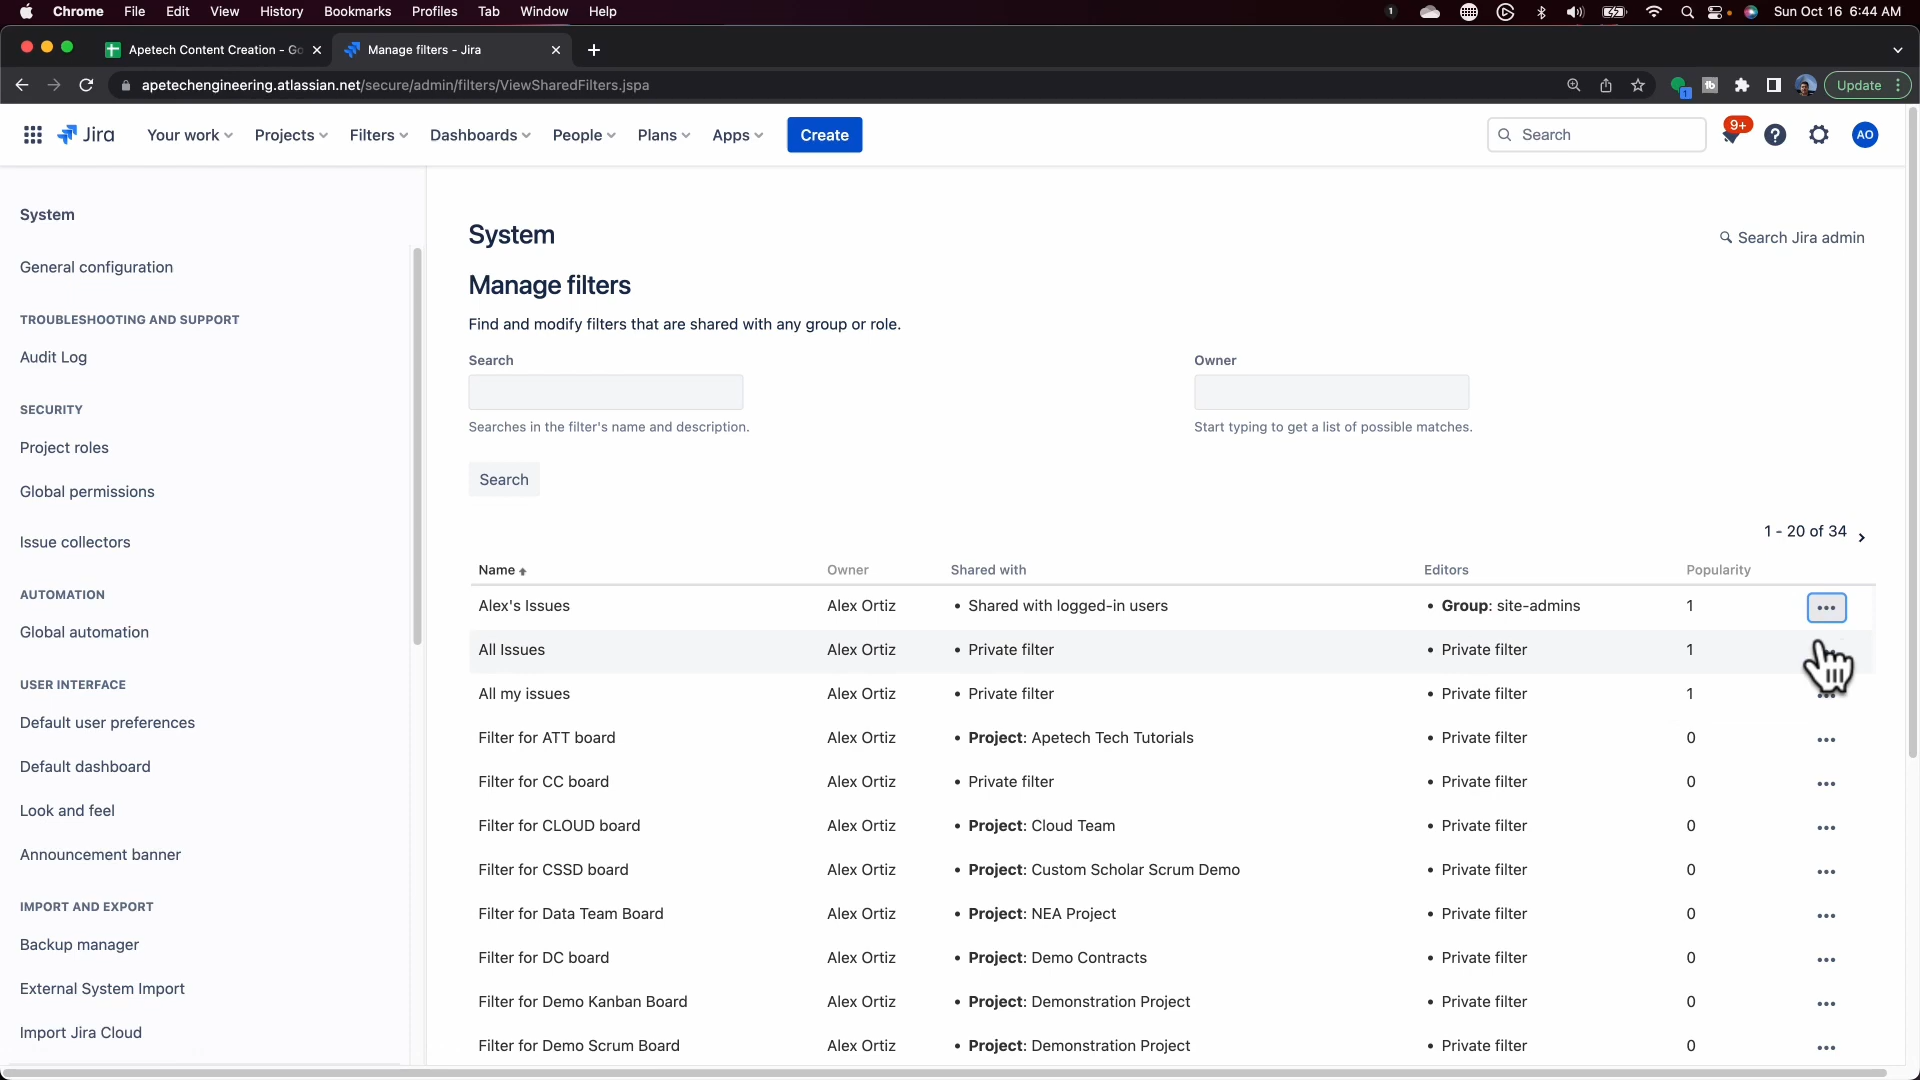 Chrome File Edit View History Bookmarks Profiles Tab Window Help 1 Sun Oct 16 6:44 AM
Apetech Content Creation - Go Manage filters - Jira
apetechengineering.atlassian.net/secure/admin/filters/ViewSharedFilters.jspa 1 tb Update
Jira Your work Projects Filters Dashboards People Plans Apps Create Search 9+ ? AO
System
General configuration
TROUBLESHOOTING AND SUPPORT
Audit Log
SECURITY
Project roles
Global permissions
Issue collectors
AUTOMATION
Global automation
USER INTERFACE
Default user preferences
Default dashboard
Look and feel
Announcement banner
IMPORT AND EXPORT
Backup manager
External System Import
Import Jira Cloud
System
Search Jira admin
Manage filters
Find and modify filters that are shared with any group or role.
Search Owner
Searches in the filter's name and description. Start typing to get a list of possible matches.
Search
1 - 20 of 34
Name Owner Shared with Editors Popularity
Alex's Issues Alex Ortiz • Shared with logged-in users • Group: site-admins 1
All Issues Alex Ortiz • Private filter • Private filter 1
All my issues Alex Ortiz • Private filter • Private filter 1
Filter for ATT board Alex Ortiz • Project: Apetech Tech Tutorials • Private filter 0
Filter for CC board Alex Ortiz • Private filter • Private filter 0
Filter for CLOUD board Alex Ortiz • Project: Cloud Team • Private filter 0
Filter for CSSD board Alex Ortiz • Project: Custom Scholar Scrum Demo • Private filter 0
Filter for Data Team Board Alex Ortiz • Project: NEA Project • Private filter 0
Filter for DC board Alex Ortiz • Project: Demo Contracts • Private filter 0
Filter for Demo Kanban Board Alex Ortiz • Project: Demonstration Project • Private filter 0
Filter for Demo Scrum Board Alex Ortiz • Project: Demonstration Project • Private filter 0